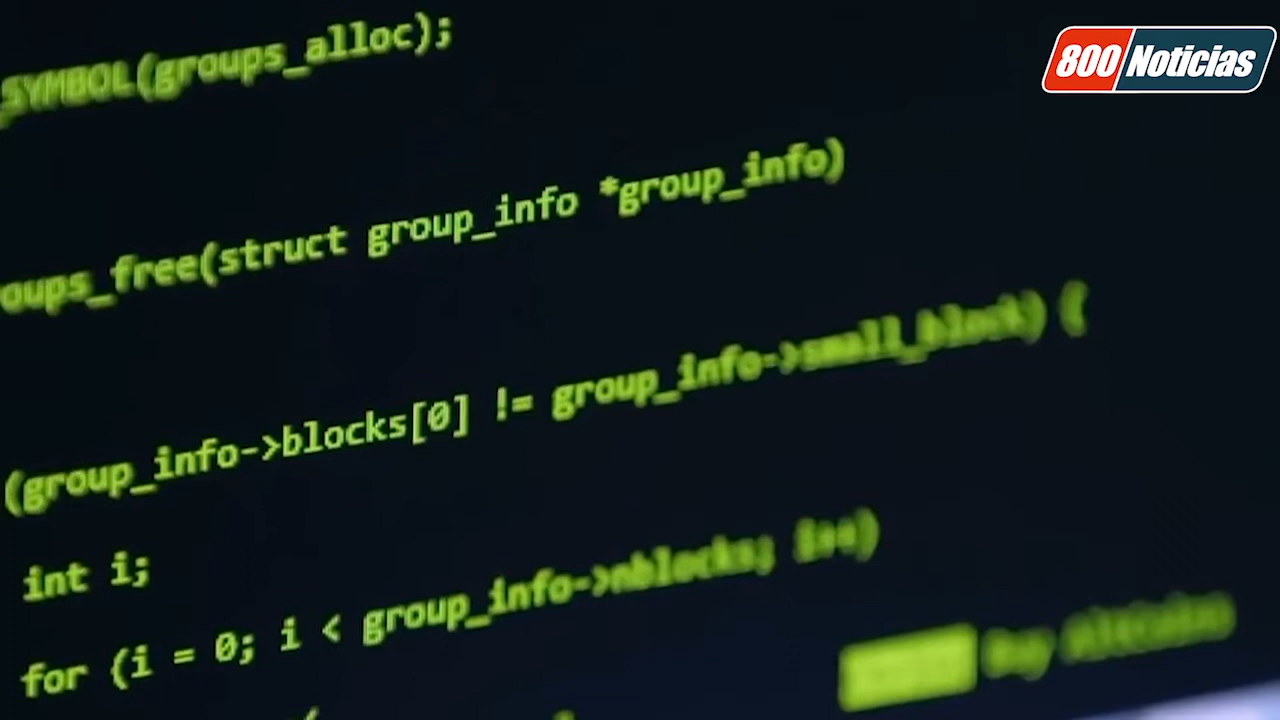 800 Noticias
SYMBOL(groups_alloc);
oups_free(struct group_info *group_info)
(group_info->blocks[0] != group_info->small_block) {
int i;
for (i = 0; i < group_info->nblocks; i++)